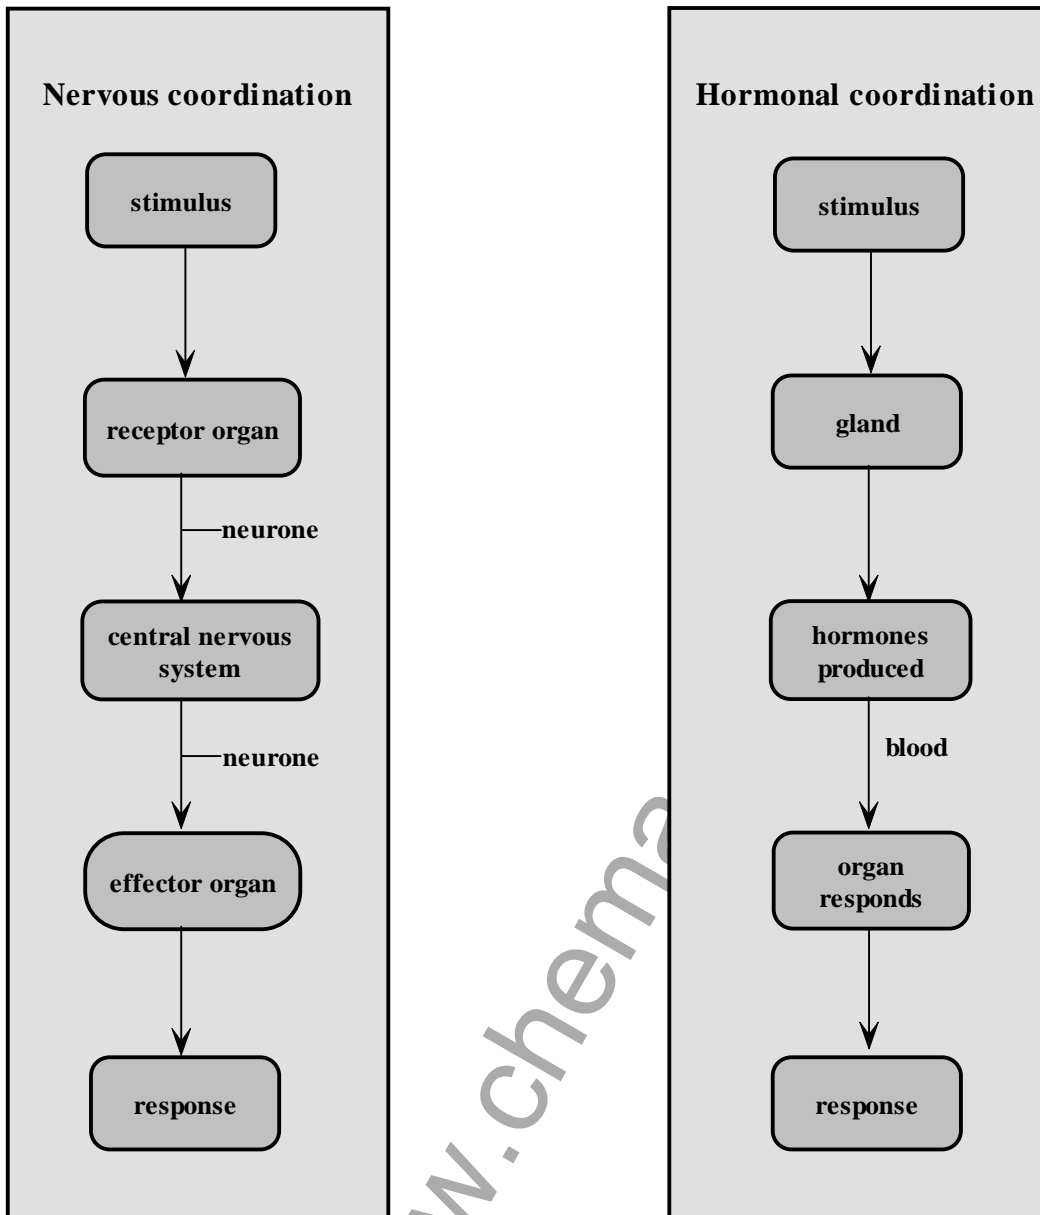 Nervous coordination
stimulus
receptor organ
neurone
central nervous
system
neurone
effector organ
response
Hormonal coordination
stimulus
gland
hormones
produced
blood
organ
responds
response
w.chema